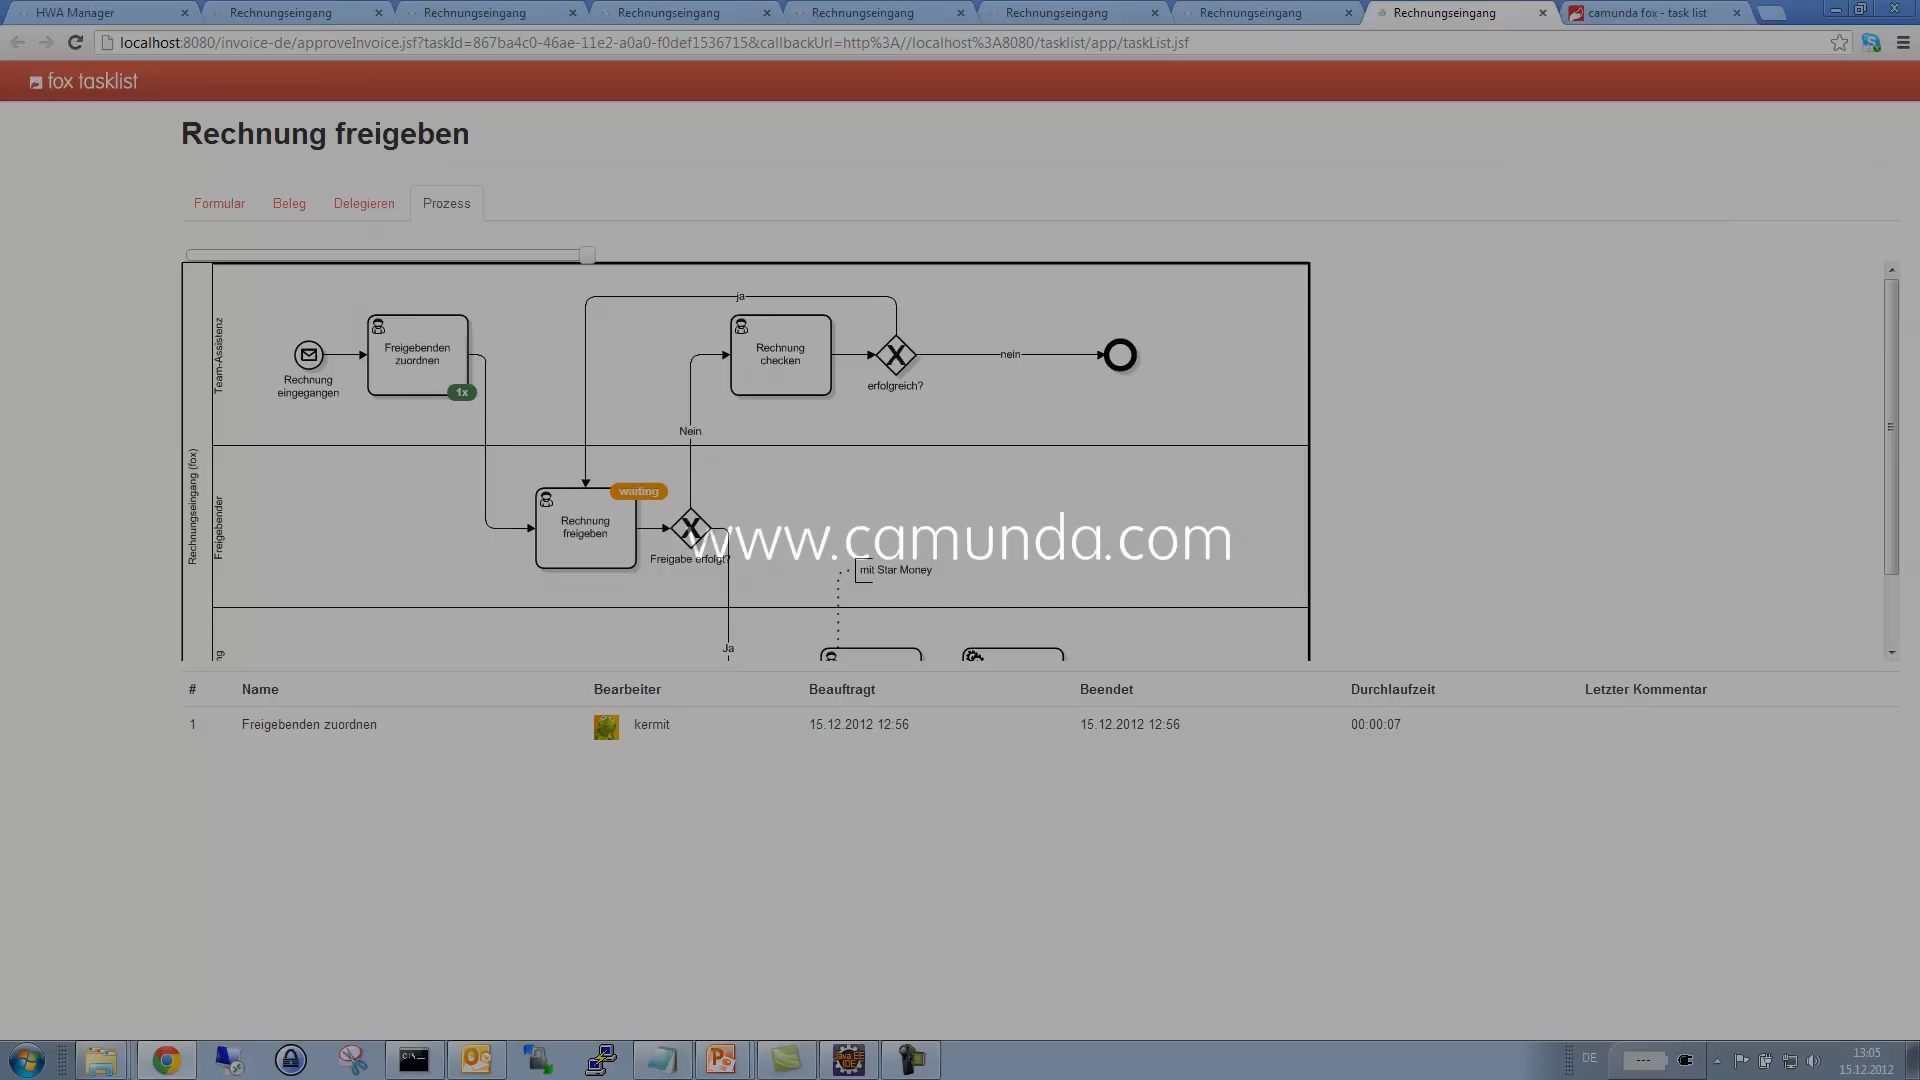 HWA Manager
Rechnungseingang
Rechnungseingang
Rechnungseingang
Rechnungseingang
Rechnungseingang
Rechnungseingang
Rechnungseingang
camunda fox - task list
localhost:8080/invoice-de/approveInvoice.jsf?taskId=867ba4c0-46ae-11e2-a0a0-f0def1536715&callbackUrl=http%3A//localhost%3A8080/tasklist/app/taskList.jsf
fox tasklist
Rechnung freigeben
Formular Beleg Delegieren Prozess
Rechnungseingang (fox)
Team-Assistenz
Rechnung
eingegangen
Freigebenden
zuordnen
1x
ja
Rechnung
checken
erfolgreich?
nein
Nein
Freigebender
waiting
Rechnung
freigeben
Freigabe erfolgt?
www.camunda.com
mit Star Money
Ja
ng
# Name Bearbeiter Beauftragt Beendet Durchlaufzeit Letzter Kommentar
1 Freigebenden zuordnen kermit 15.12.2012 12:56 15.12.2012 12:56 00:00:07
DE
13:05
15.12.2012